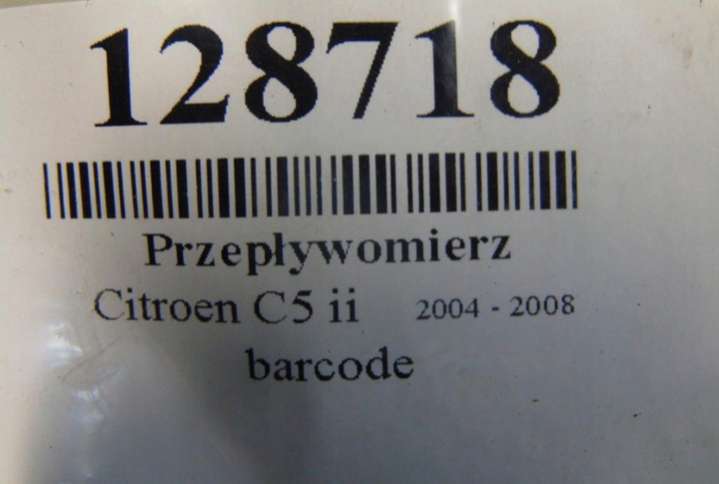 128718
Przepływomierz
Citroen C5 ii 2004 - 2008
barcode